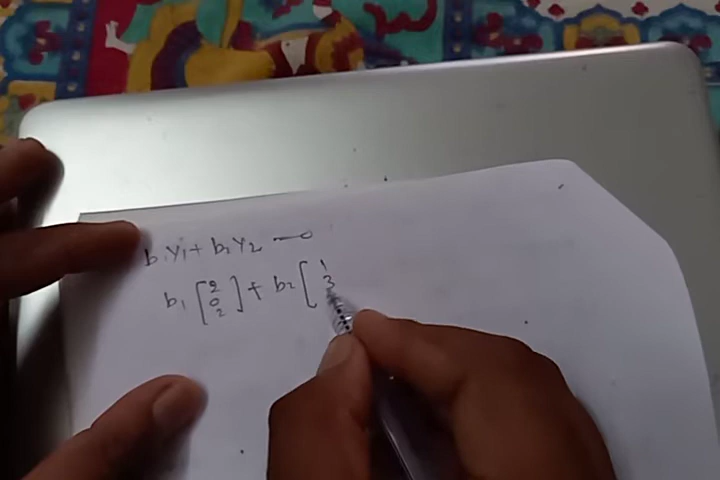 b₁Y₁ + b₂Y₂ —0
b₁ [2 0 2] + b₂ [1 3